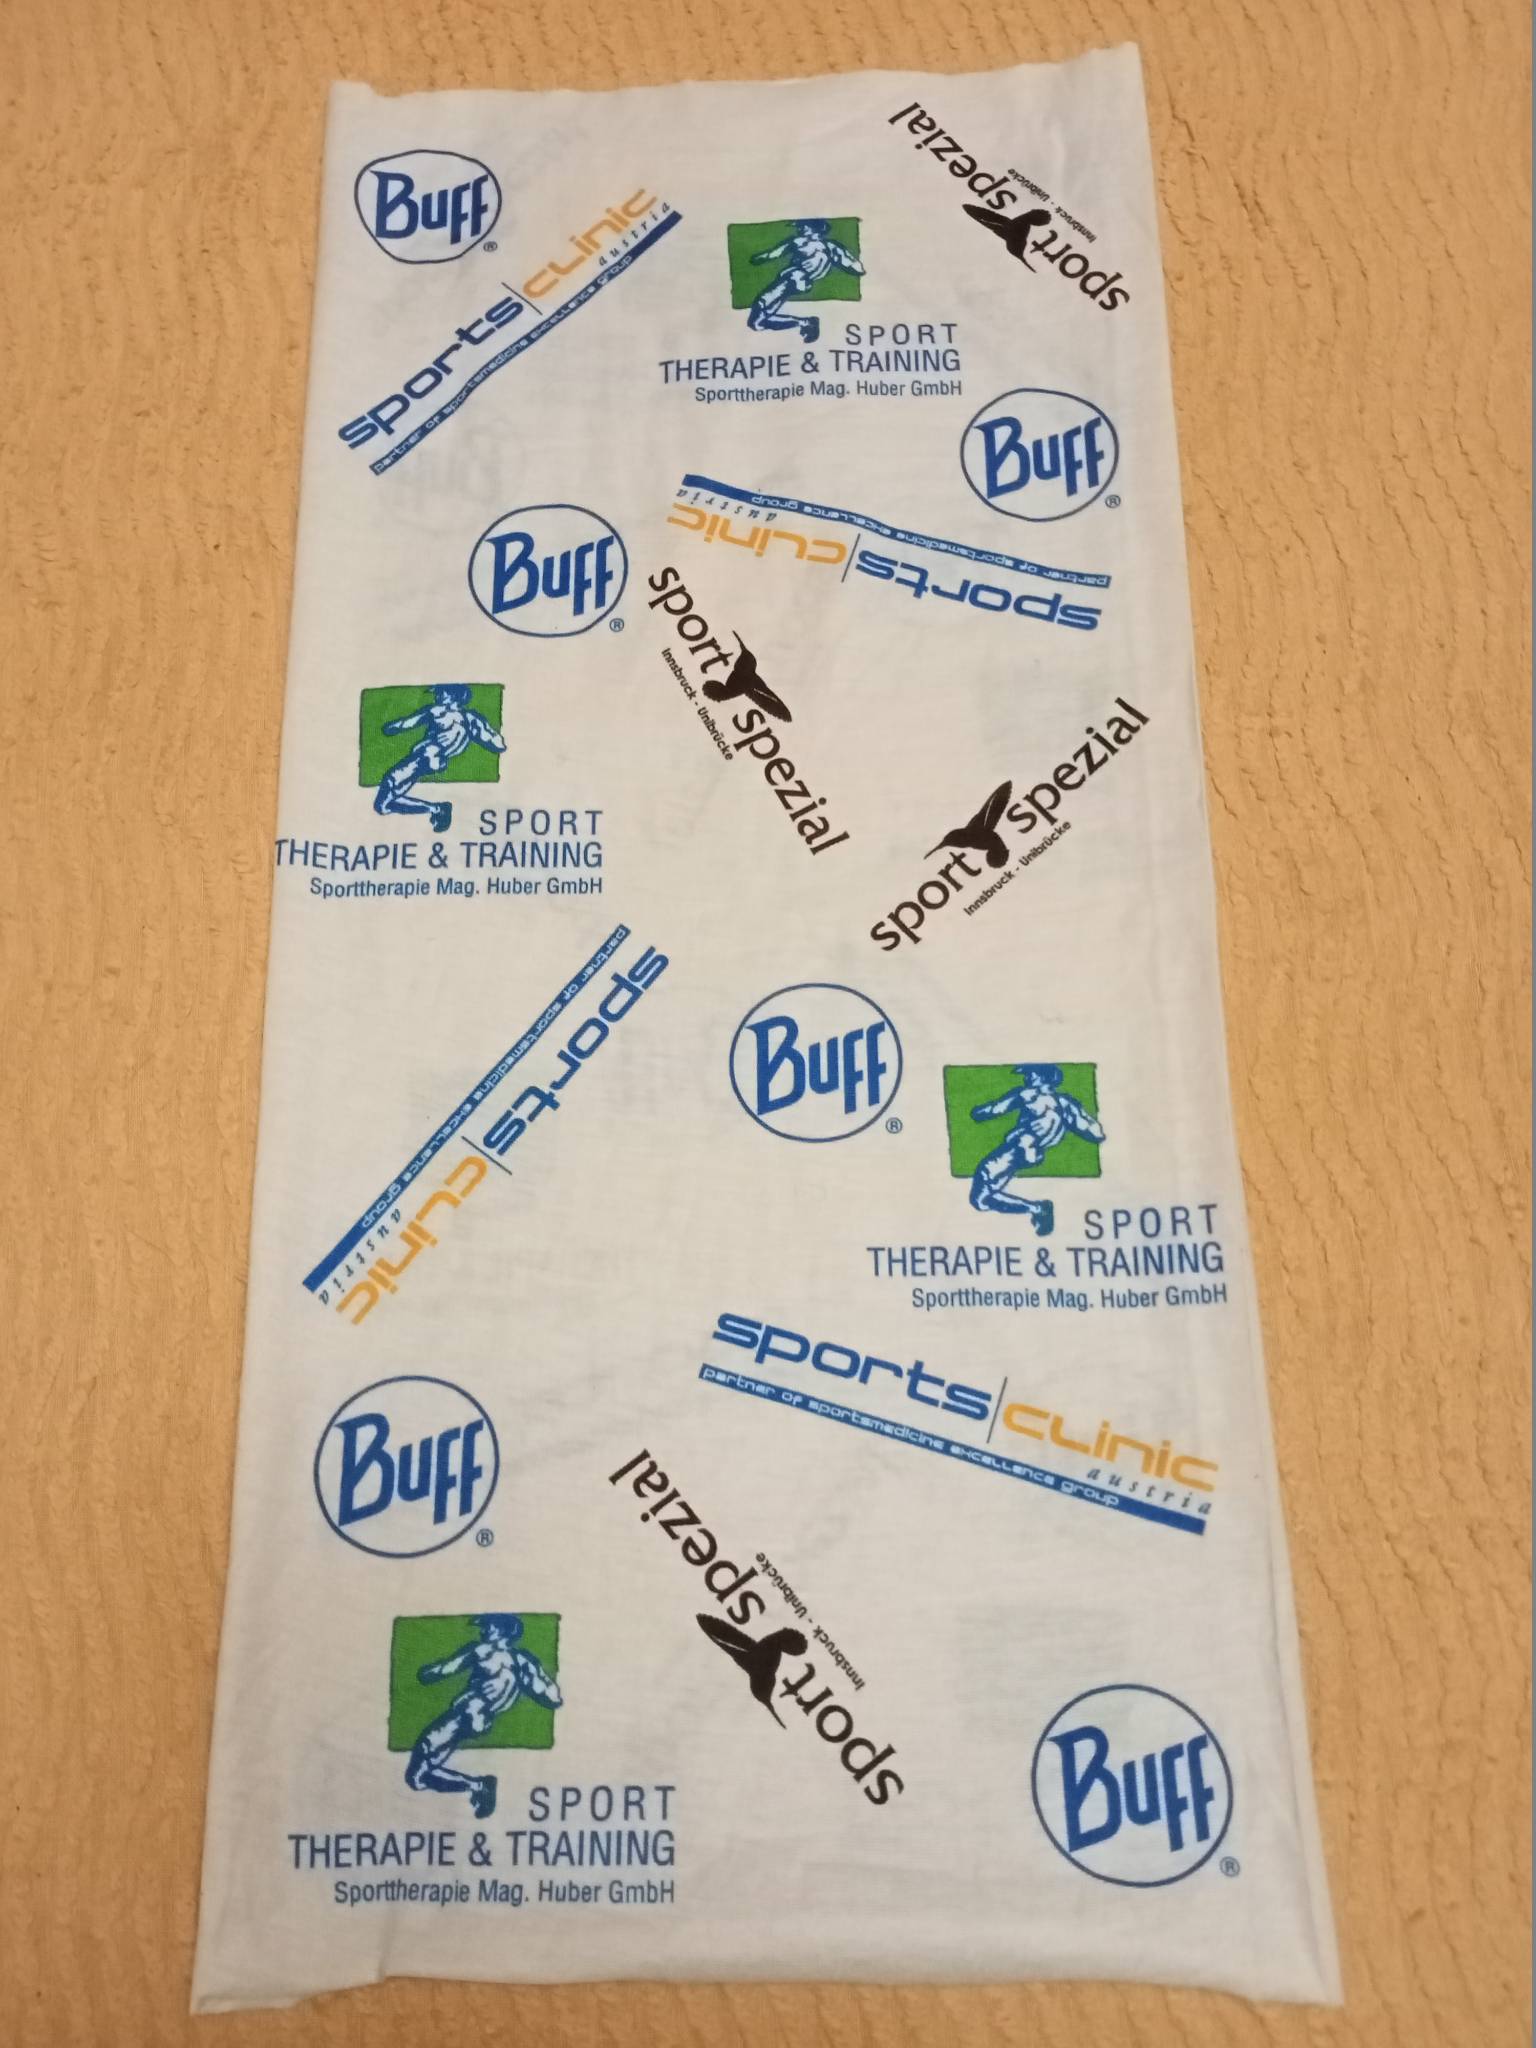 Buff®
sports|clinic
austria
partner of sportsmedicine excellence group
sport spezial
Innsbruck - Unibrücke
SPORT
THERAPIE & TRAINING
Sporttherapie Mag. Huber GmbH
Buff®
sports|clinic
austria
partner of sportsmedicine excellence group
Buff®
sport spezial
Innsbruck - Unibrücke
SPORT
THERAPIE & TRAINING
Sporttherapie Mag. Huber GmbH
sport spezial
Innsbruck - Unibrücke
sports|clinic
austria
partner of sportsmedicine excellence group
Buff®
SPORT
THERAPIE & TRAINING
Sporttherapie Mag. Huber GmbH
sports|clinic
austria
partner of sportsmedicine excellence group
Buff®
sport spezial
Innsbruck - Unibrücke
SPORT
THERAPIE & TRAINING
Sporttherapie Mag. Huber GmbH
Buff®